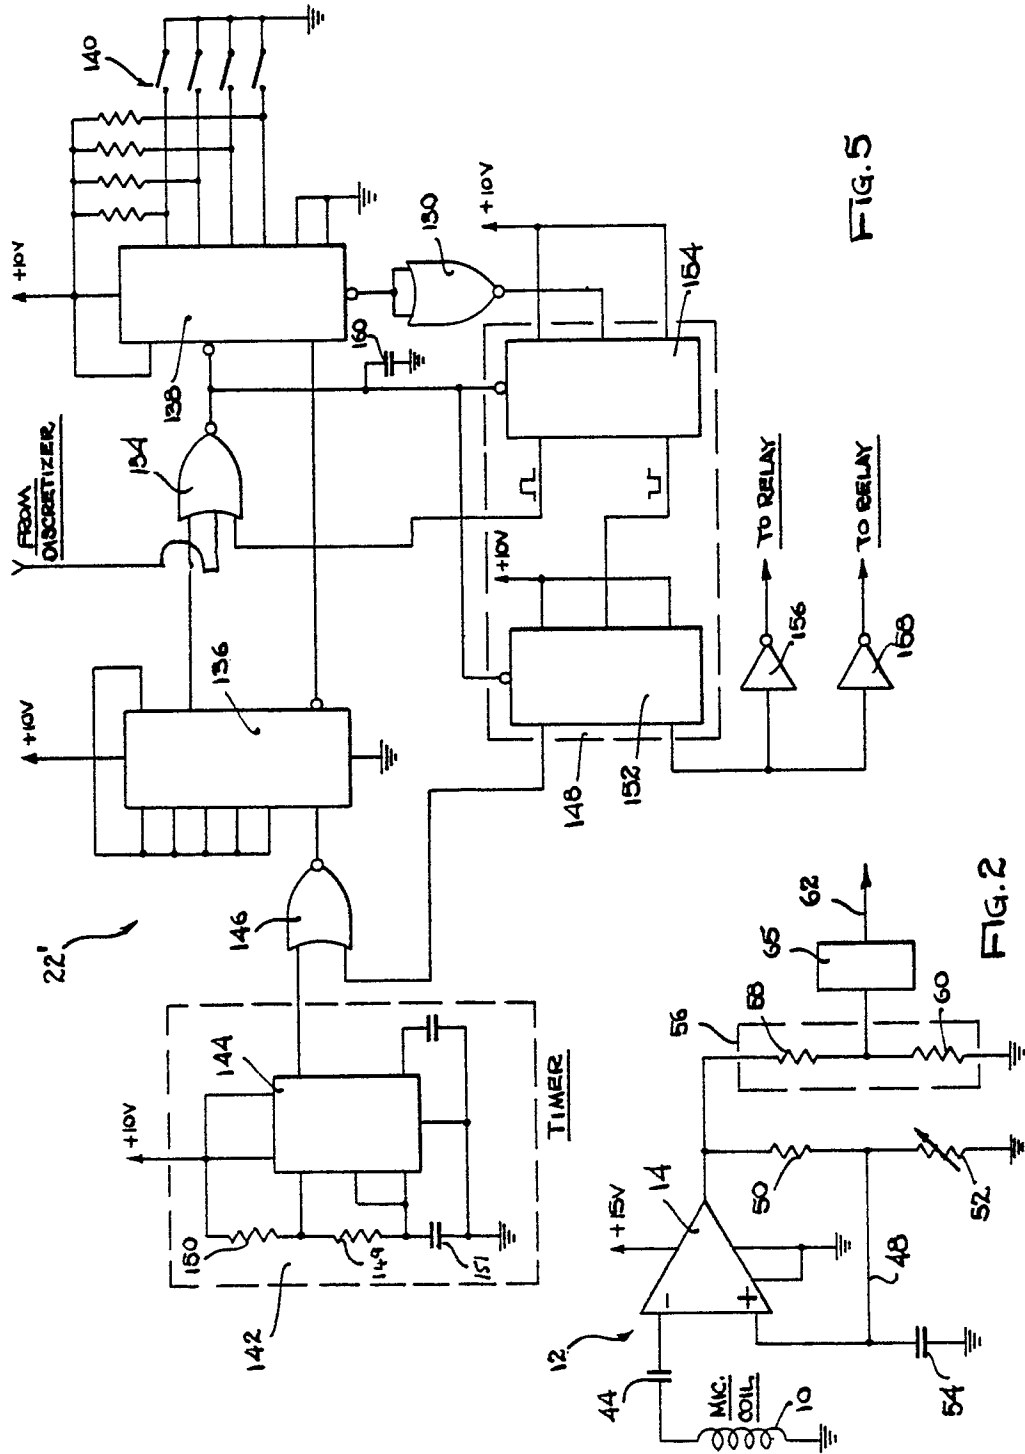 22'
142
TIMER
+10V
150
149
151
144
146
+10V
136
FROM
DISCRETIZER
134
138
+10V
140
160
130
+10V
154
+10V
148
152
156
TO RELAY
158
TO RELAY
FIG. 5
12
44
MIC.
COIL
10
+15V
14
-
+
48
54
50
52
56
58
60
65
62
FIG. 2